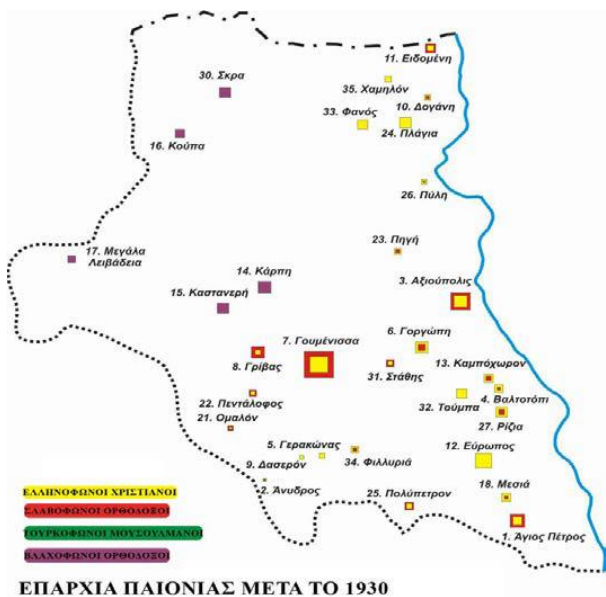 11. Ειδομένη
30. Σκρα
35. Χαμηλόν
10. Δογάνη
33. Φανός
24. Πλάγια
16. Κούπα
26. Πύλη
23. Πηγή
17. Μεγάλα
Λειβάδεια
14. Κάρπη
3. Αξιούπολις
15. Καστανερή
6. Γοργώπη
7. Γουμένισσα
8. Γρίβας
13. Καμπόχωρον
31. Στάθης
4. Βαλτοτόπι
22. Πεντάλοφος
32. Τούμπα
21. Ομαλόν
27. Ρίζια
5. Γερακώνας
12. Εύρωπος
9. Δασερόν
34. Φιλλυριά
2. Άνυδρος
18. Μεσιά
25. Πολύπετρον
1. Άγιος Πέτρος
ΕΛΛΗΝΟΦΩΝΟΙ ΧΡΙΣΤΙΑΝΟΙ
ΣΛΑΒΟΦΩΝΟΙ ΟΡΘΟΔΟΞΟΙ
ΤΟΥΡΚΟΦΩΝΟΙ ΜΟΥΣΟΥΛΜΑΝΟΙ
ΒΛΑΧΟΦΩΝΟΙ ΟΡΘΟΔΟΞΟΙ
ΕΠΑΡΧΙΑ ΠΑΙΟΝΙΑΣ ΜΕΤΑ ΤΟ 1930